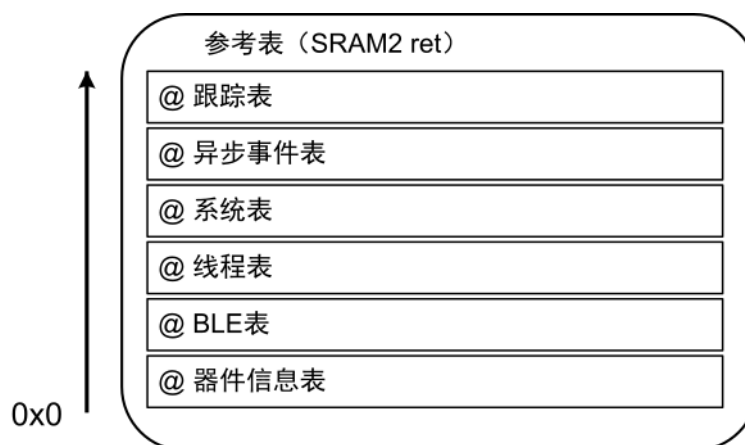 参考表（SRAM2 ret）
@ 跟踪表
@ 异步事件表
@ 系统表
@ 线程表
@ BLE表
@ 器件信息表
0x0